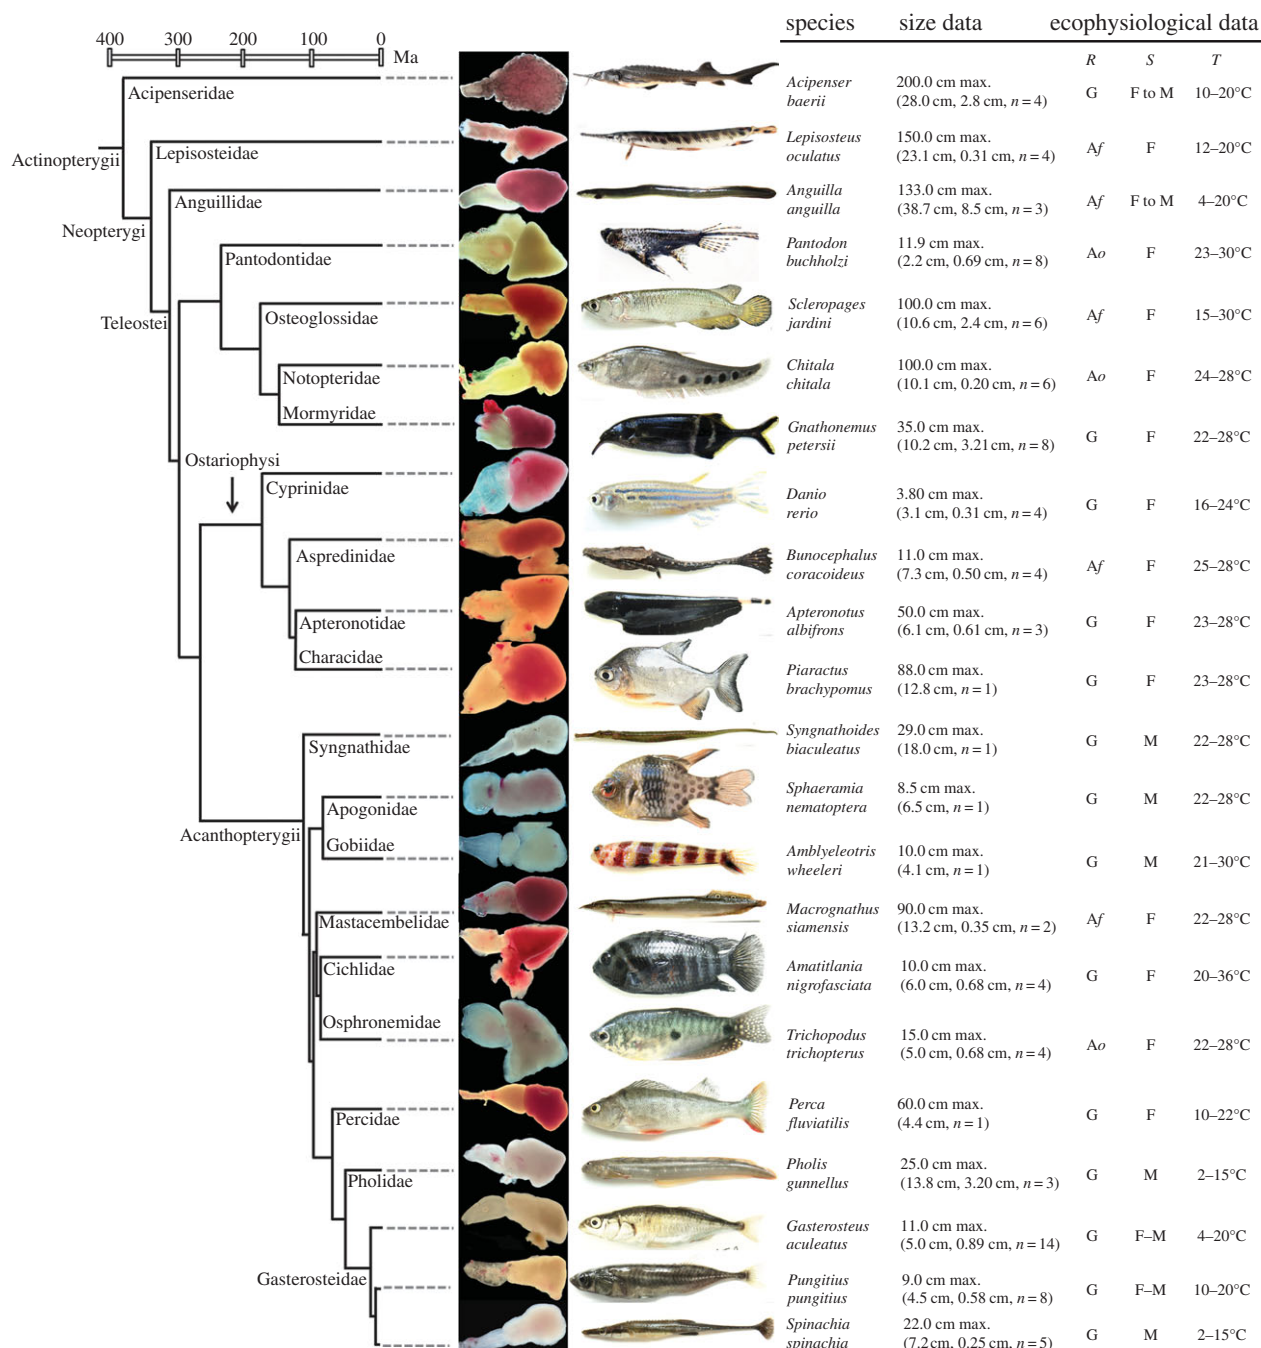 species size data ecophysiological data
400 300 200 100 0 Ma
R S T
Acipenseridae
Acipenser
baerii
200.0 cm max.
(28.0 cm, 2.8 cm, n = 4)
G F to M 10–20°C
Actinopterygii
Lepisosteidae
Lepisosteus
oculatus
150.0 cm max.
(23.1 cm, 0.31 cm, n = 4)
Af F 12–20°C
Anguillidae
Anguilla
anguilla
133.0 cm max.
(38.7 cm, 8.5 cm, n = 3)
Af F to M 4–20°C
Neopterygi
Pantodontidae
Pantodon
buchholzi
11.9 cm max.
(2.2 cm, 0.69 cm, n = 8)
Ao F 23–30°C
Teleostei
Osteoglossidae
Scleropages
jardini
100.0 cm max.
(10.6 cm, 2.4 cm, n = 6)
Af F 15–30°C
Notopteridae
Chitala
chitala
100.0 cm max.
(10.1 cm, 0.20 cm, n = 6)
Ao F 24–28°C
Mormyridae
Gnathonemus
petersii
35.0 cm max.
(10.2 cm, 3.21 cm, n = 8)
G F 22–28°C
Ostariophysi
Cyprinidae
Danio
rerio
3.80 cm max.
(3.1 cm, 0.31 cm, n = 4)
G F 16–24°C
Aspredinidae
Bunocephalus
coracoideus
11.0 cm max.
(7.3 cm, 0.50 cm, n = 4)
Af F 25–28°C
Apteronotidae
Apteronotus
albifrons
50.0 cm max.
(6.1 cm, 0.61 cm, n = 3)
G F 23–28°C
Characidae
Piaractus
brachypomus
88.0 cm max.
(12.8 cm, n = 1)
G F 23–28°C
Syngnathidae
Syngnathoides
biaculeatus
29.0 cm max.
(18.0 cm, n = 1)
G M 22–28°C
Apogonidae
Sphaeramia
nematoptera
8.5 cm max.
(6.5 cm, n = 1)
G M 22–28°C
Acanthopterygii
Gobiidae
Amblyeleotris
wheeleri
10.0 cm max.
(4.1 cm, n = 1)
G M 21–30°C
Mastacembelidae
Macrognathus
siamensis
90.0 cm max.
(13.2 cm, 0.35 cm, n = 2)
Af F 22–28°C
Cichlidae
Amatitlania
nigrofasciata
10.0 cm max.
(6.0 cm, 0.68 cm, n = 4)
G F 20–36°C
Osphronemidae
Trichopodus
trichopterus
15.0 cm max.
(5.0 cm, 0.68 cm, n = 4)
Ao F 22–28°C
Percidae
Perca
fluviatilis
60.0 cm max.
(4.4 cm, n = 1)
G F 10–22°C
Pholidae
Pholis
gunnellus
25.0 cm max.
(13.8 cm, 3.20 cm, n = 3)
G M 2–15°C
Gasterosteus
aculeatus
11.0 cm max.
(5.0 cm, 0.89 cm, n = 14)
G F–M 4–20°C
Gasterosteidae
Pungitius
pungitius
9.0 cm max.
(4.5 cm, 0.58 cm, n = 8)
G F–M 10–20°C
Spinachia
spinachia
22.0 cm max.
(7.2 cm, 0.25 cm, n = 5)
G M 2–15°C